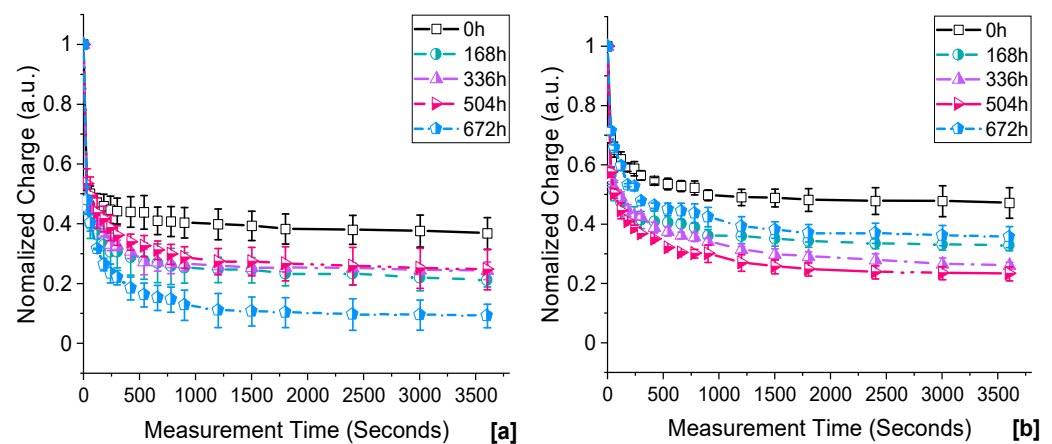 0h
168h
336h
504h
672h
1
0.8
0.6
0.4
0.2
0
Nomalized Charge (a.u.)
0 500 1000 1500 2000 2500 3000 3500
Measurement Time (Seconds)
[a]
0h
168h
336h
504h
672h
1
0.8
0.6
0.4
0.2
0
Nomalized Charge (a.u.)
0 500 1000 1500 2000 2500 3000 3500
Measurement Time (Seconds)
[b]